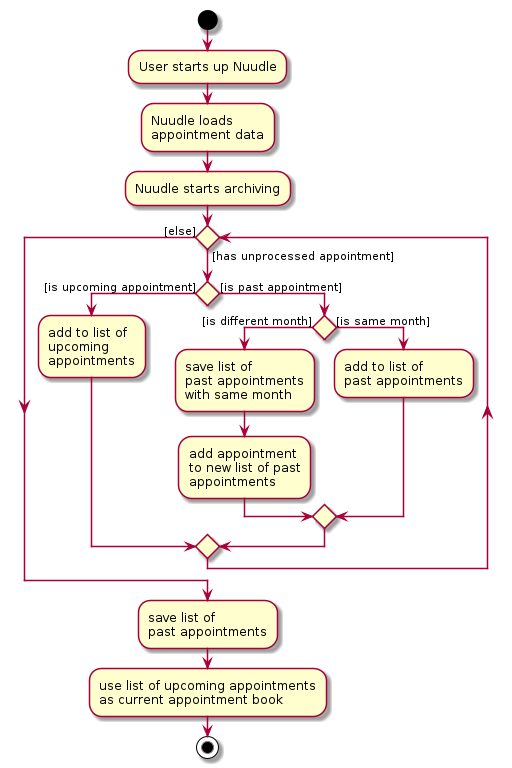 User starts up Nuudle
Nuudle loads
appointment data
Nuudle starts archiving
[else]
[has unprocessed appointment]
[is upcoming appointment]
[is past appointment]
add to list of
upcoming
appointments
[is different month]
[is same month]
save list of
past appointments
with same month
add to list of
past appointments
add appointment
to new list of past
appointments
save list of
past appointments
use list of upcoming appointments
as current appointment book